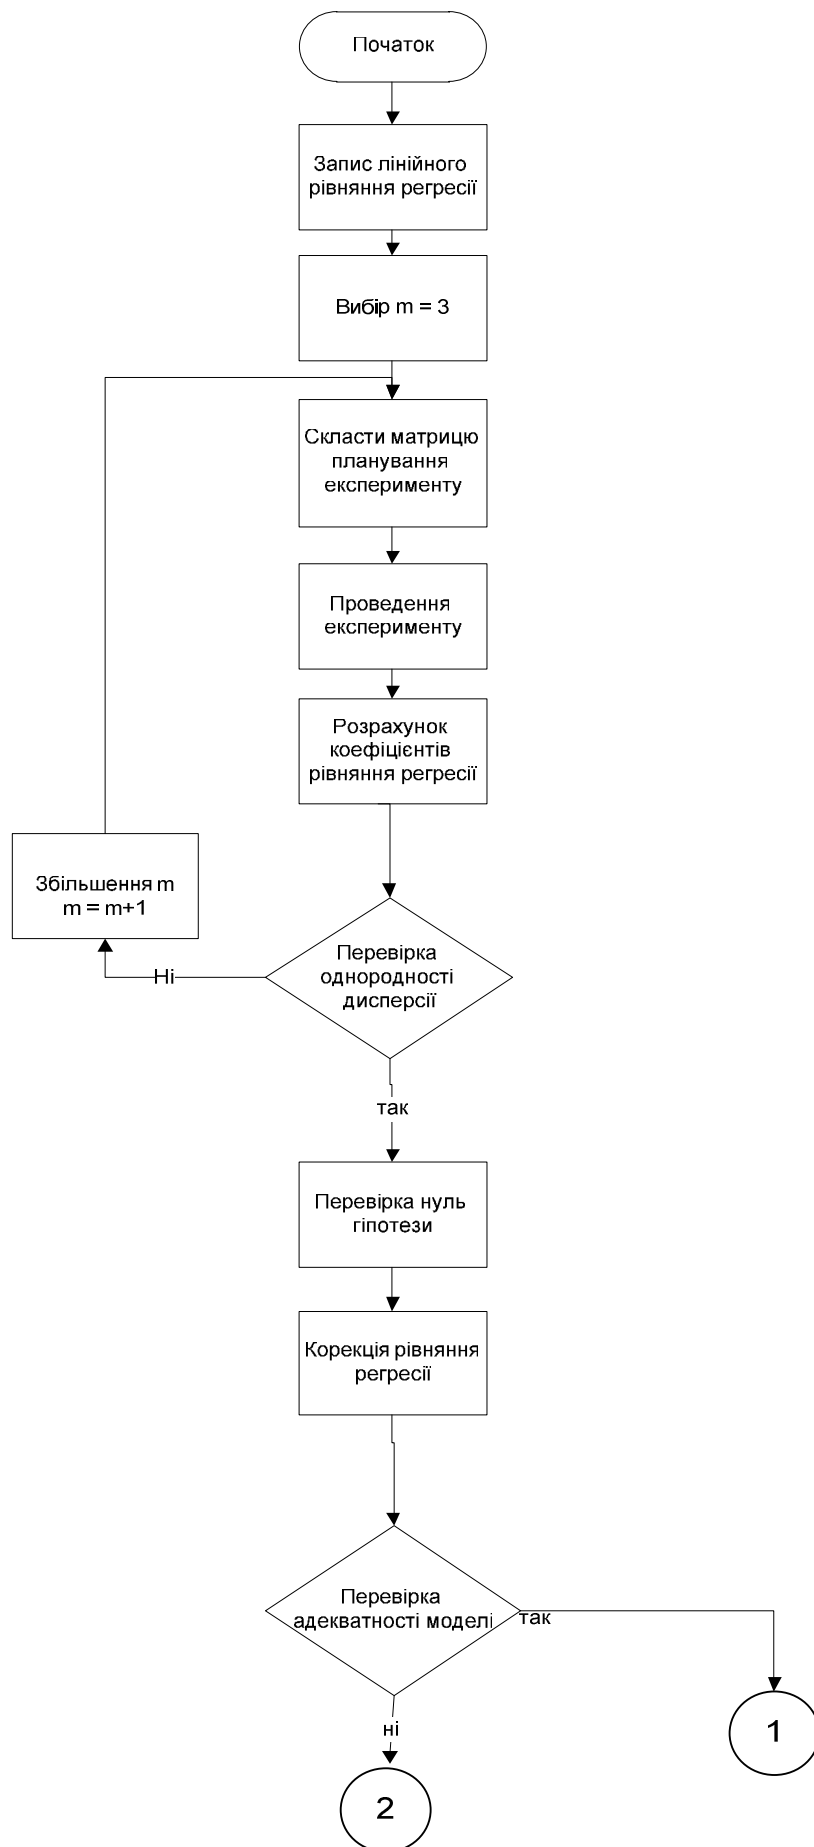 Початок
Запис лінійного
рівняння регресії
Вибір m = 3
Скласти матрицю
планування
експерименту
Проведення
експерименту
Розрахунок
коефіцієнтів
рівняння регресії
Збільшення m
m = m+1
Перевірка
однородності
дисперсії
Ні
так
Перевірка нуль
гіпотези
Корекція рівняння
регресії
Перевірка
адекватності моделі
так
ні
1
2